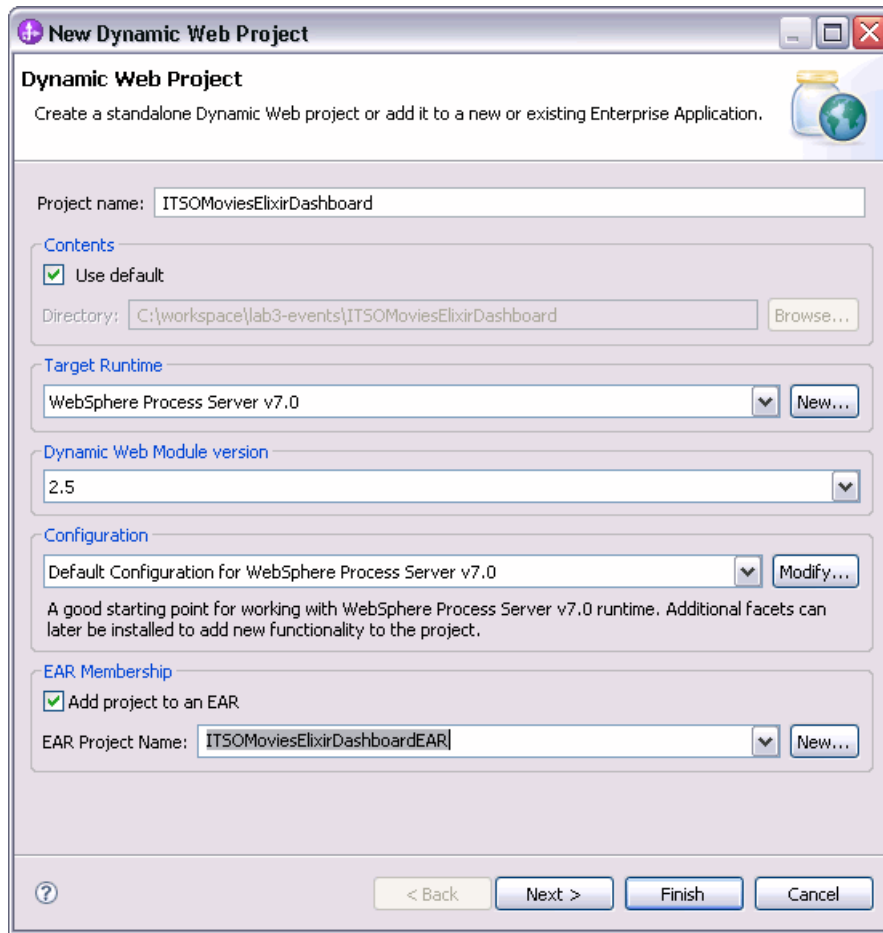 New Dynamic Web Project
Dynamic Web Project
Create a standalone Dynamic Web project or add it to a new or existing Enterprise Application.
Project name: ITSOMoviesElixirDashboard
Contents
Use default
Directory: C:\workspace\lab3-events\ITSOMoviesElixirDashboard Browse...
Target Runtime
WebSphere Process Server v7.0 New...
Dynamic Web Module version
2.5
Configuration
Default Configuration for WebSphere Process Server v7.0 Modify...
A good starting point for working with WebSphere Process Server v7.0 runtime. Additional facets can
later be installed to add new functionality to the project.
EAR Membership
Add project to an EAR
EAR Project Name: ITSOMoviesElixirDashboardEAR New...
? < Back Next > Finish Cancel